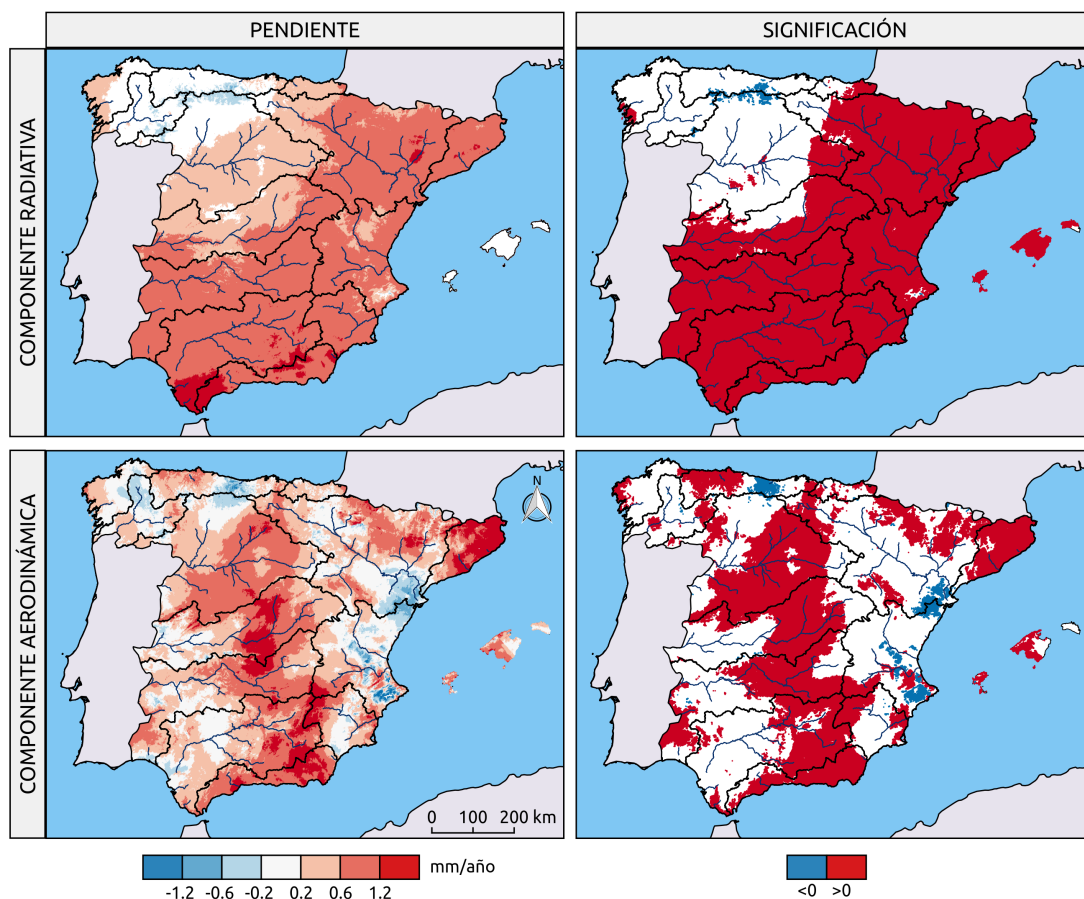 PENDIENTE
SIGNIFICACIÓN
COMPONENTE RADIATIVA
COMPONENTE AERODINÁMICA
N
0 100 200 km
mm/año
-1.2 -0.6 -0.2 0.2 0.6 1.2
<0 >0